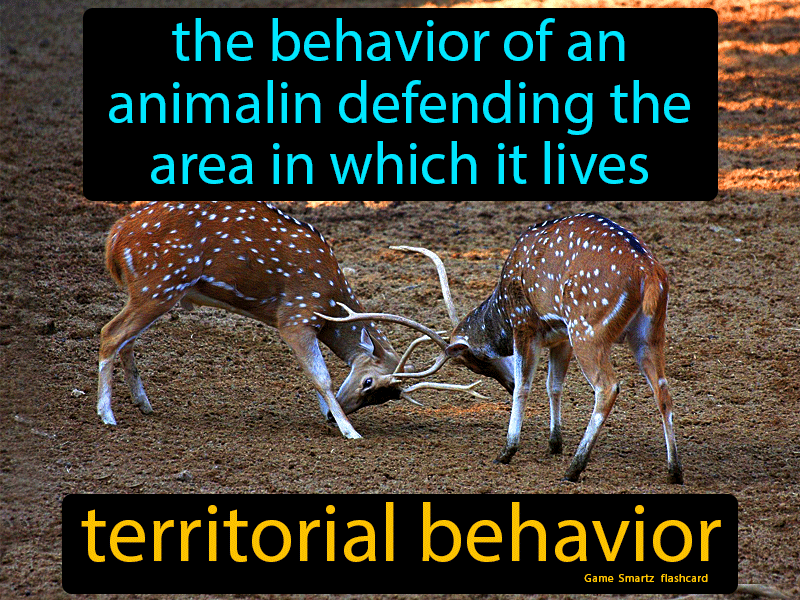 the behavior of an
animalin defending the
area in which it lives
territorial behavior
Game Smartz flashcard